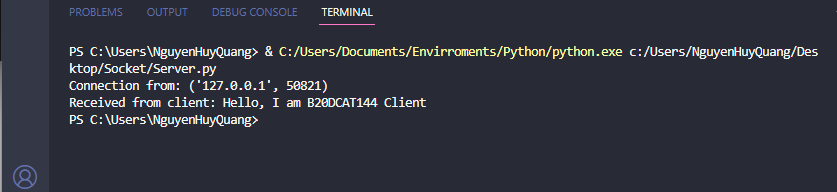 PROBLEMS OUTPUT DEBUG CONSOLE TERMINAL
PS C:\Users\NguyenHuyQuang> & C:/Users/Documents/Envirroments/Python/python.exe c:/Users/NguyenHuyQuang/Des
ktop/Socket/Server.py
Connection from: ('127.0.0.1', 50821)
Received from client: Hello, I am B20DCAT144 Client
PS C:\Users\NguyenHuyQuang>